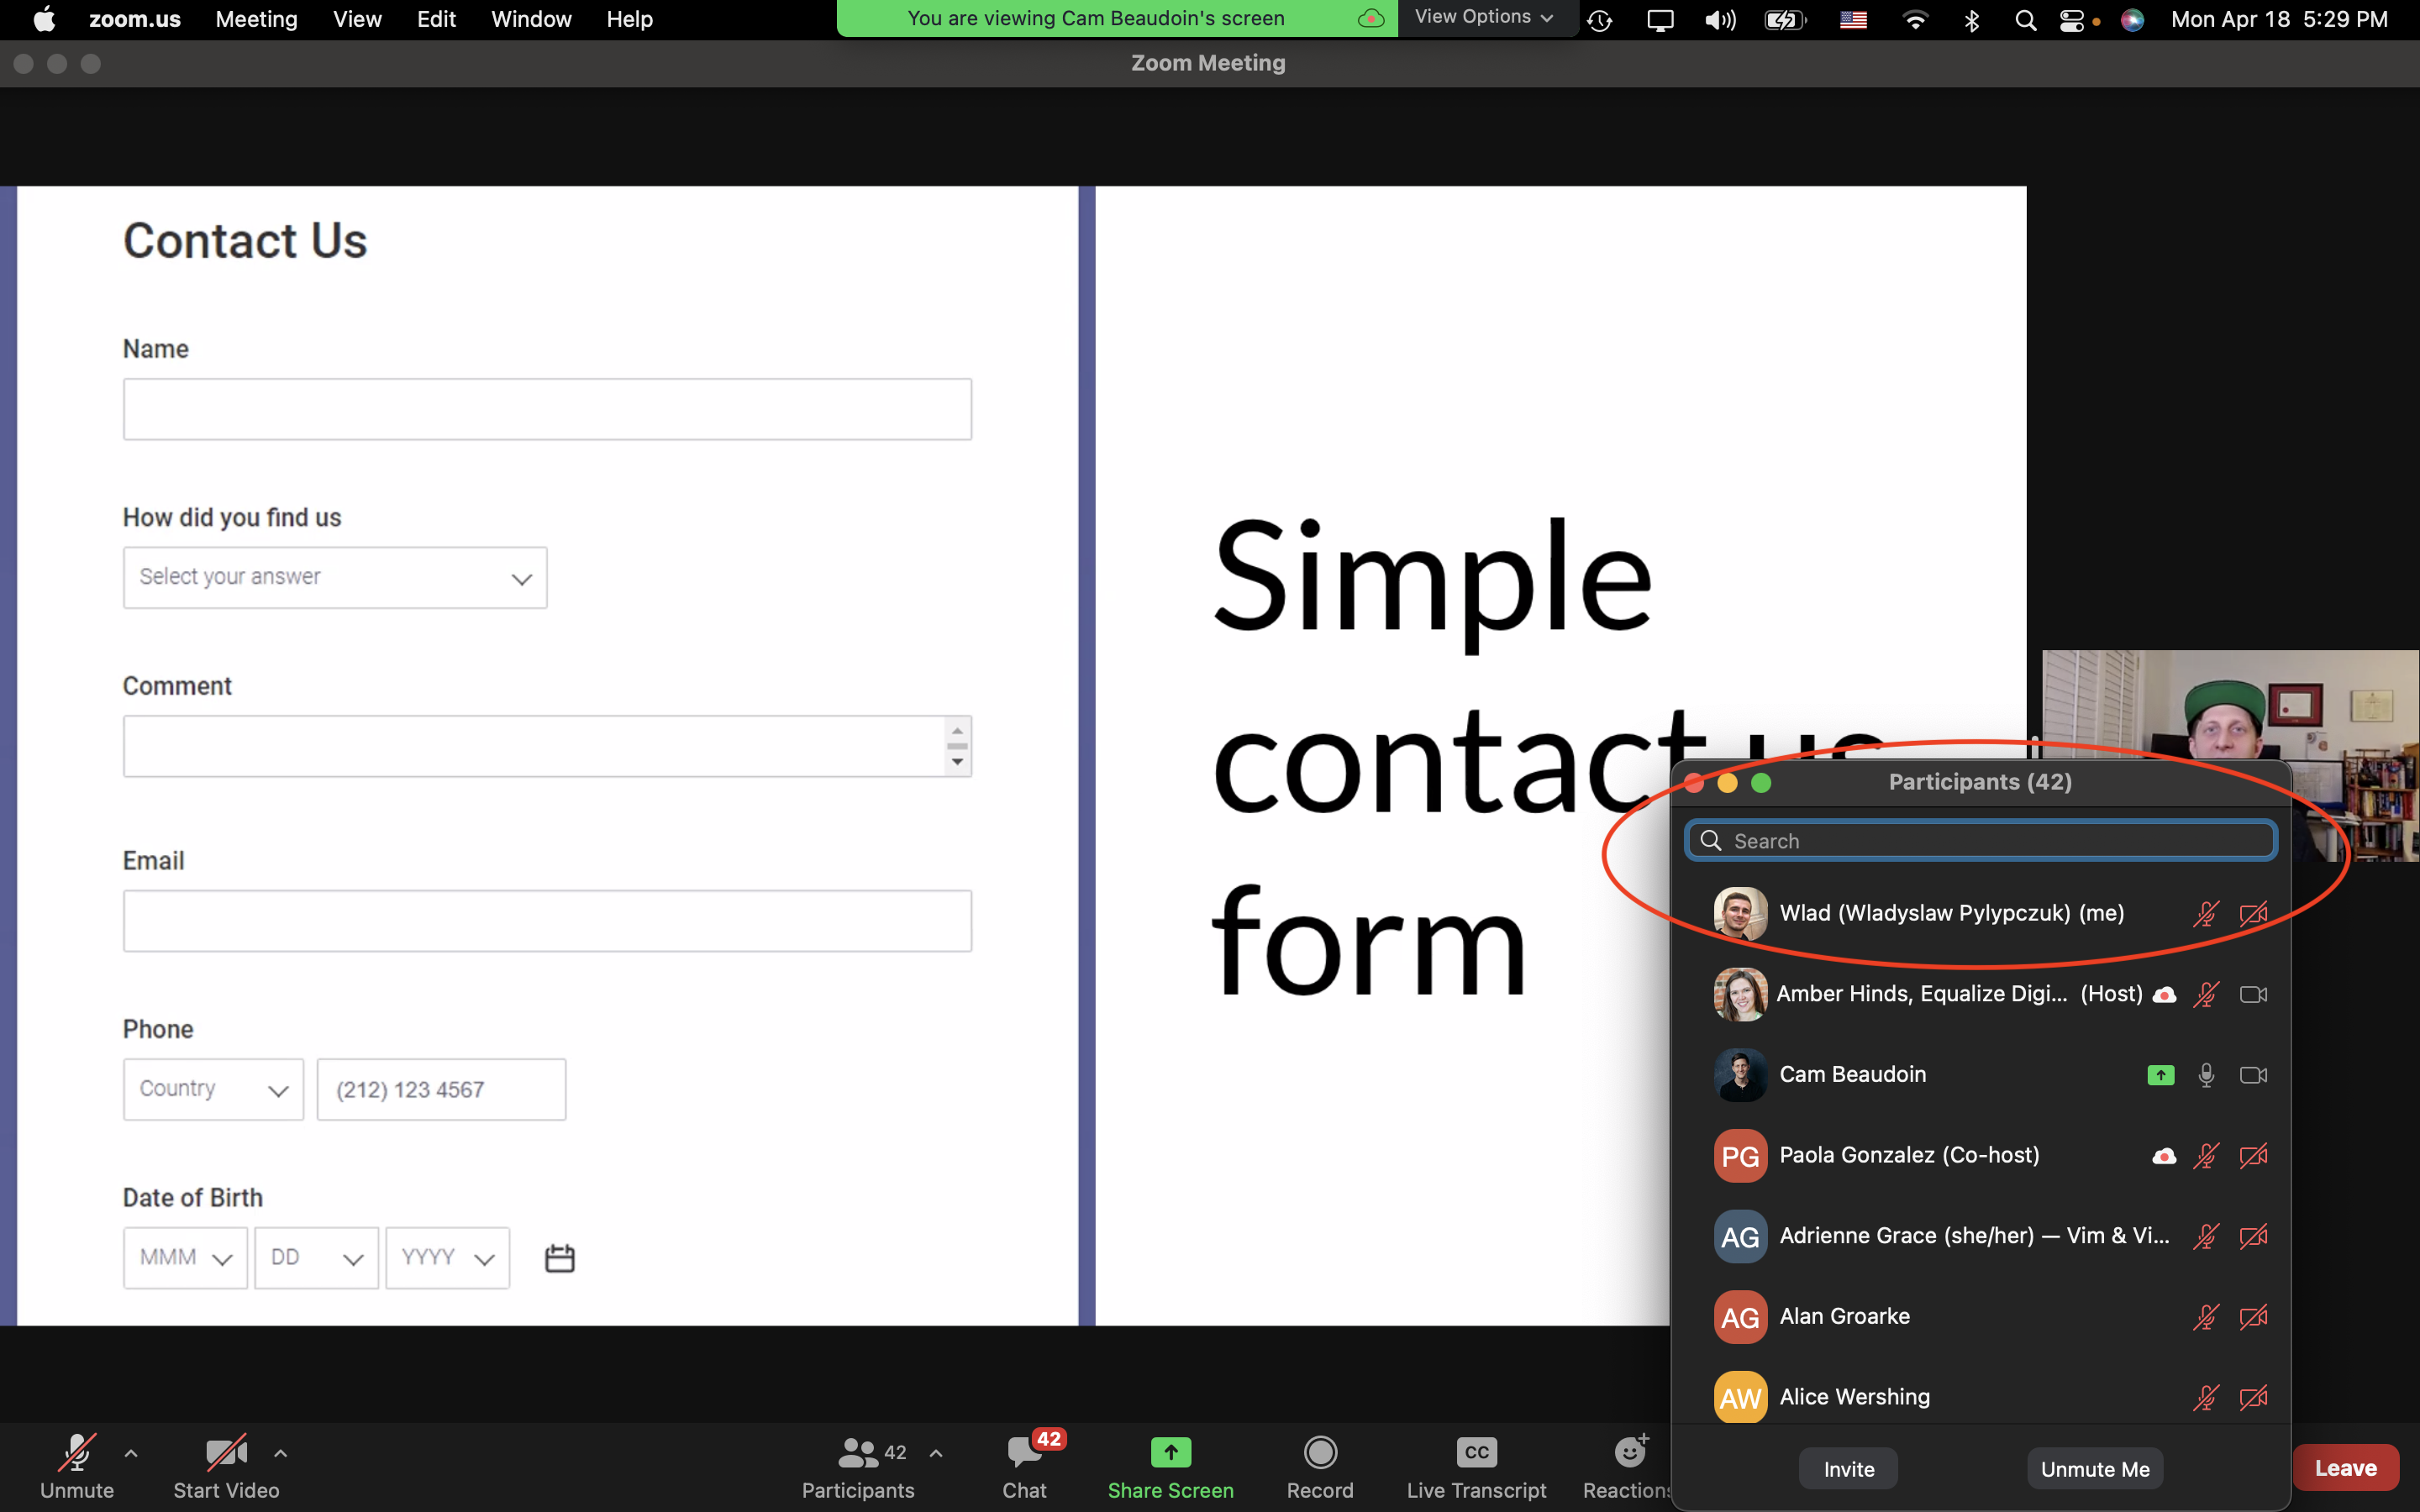 zoom.us Meeting View Edit Window Help
You are viewing Cam Beaudoin's screen View Options
Mon Apr 18 5:29 PM
Zoom Meeting
Contact Us
Name
How did you find us
Select your answer
Comment
Email
Phone
Country (212) 123 4567
Date of Birth
MMM DD YYYY
Simple
contact us
form
Participants (42)
Search
Wlad (Wladyslaw Pylypczuk) (me)
Amber Hinds, Equalize Digi... (Host)
Cam Beaudoin
PG Paola Gonzalez (Co-host)
AG Adrienne Grace (she/her) — Vim & Vi...
AG Alan Groarke
AW Alice Wershing
Invite Unmute Me
42 42 CC
Unmute Start Video Participants Chat Share Screen Record Live Transcript Reactions Leave